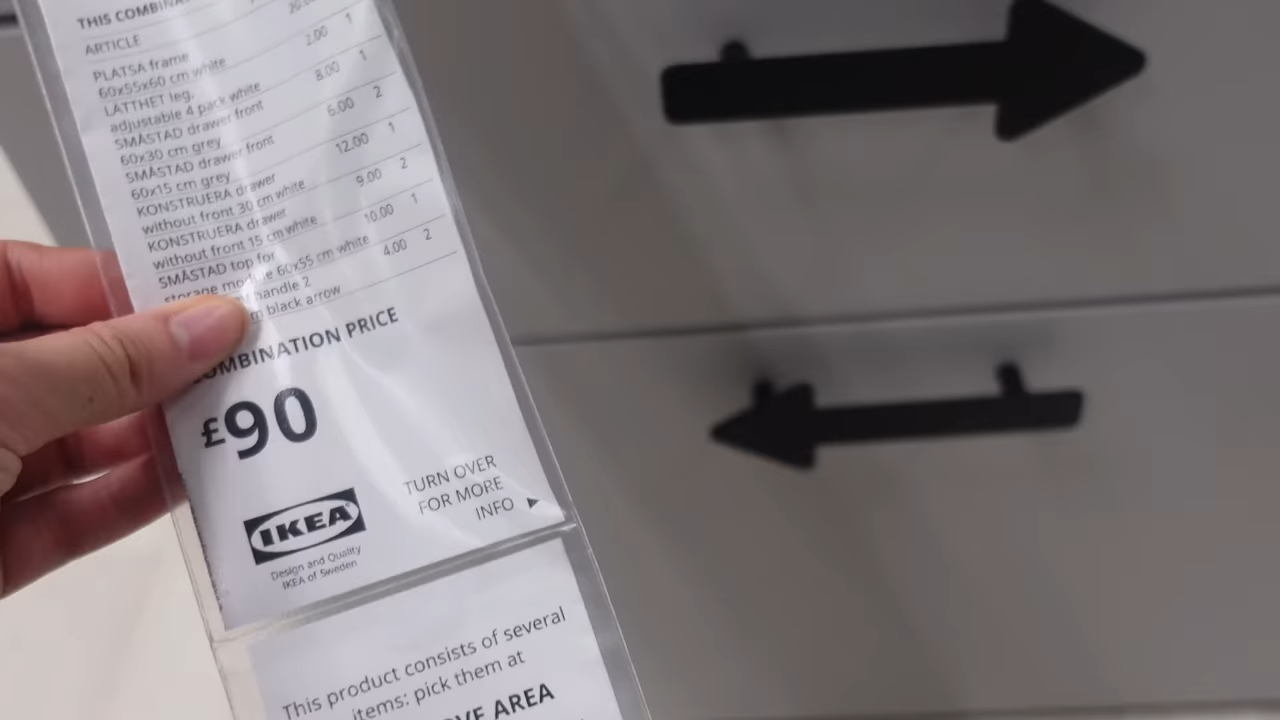 THIS COMBINA
ARTICLE
20.00
PLATSA frame
60x55x60 cm white 2.00 1
LÄTTHET leg,
adjustable 4 pack white 8.00 1
SMÅSTAD drawer front
60x30 cm grey 6.00 2
SMÅSTAD drawer front
60x15 cm grey 12.00 1
KONSTRUERA drawer
without front 30 cm white 9.00 2
KONSTRUERA drawer
without front 15 cm white 10.00 1
SMÅSTAD top for
storage module 60x55 cm white 4.00 2
handle 2
m black arrow
COMBINATION PRICE
£90
TURN OVER
FOR MORE
INFO
IKEA
Design and Quality
IKEA of Sweden
This product consists of several
items: pick them at
VE AREA